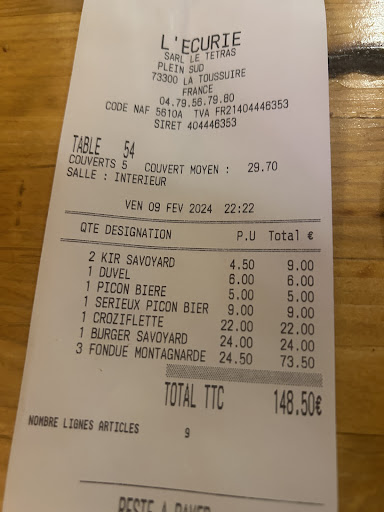 L'ECURIE
SARL LE TETRAS
PLEIN SUD
73300 LA TOUSSUIRE
FRANCE
04.79.56.79.80
CODE NAF 5610A TVA FR21404446353
SIRET 404446353
TABLE 54
COUVERTS 5 COUVERT MOYEN : 29.70
SALLE : INTERIEUR
VEN 09 FEV 2024 22:22
QTE DESIGNATION P.U Total €
2 KIR SAVOYARD 4.50 9.00
1 DUVEL 6.00 6.00
1 PICON BIERE 5.00 5.00
1 SERIEUX PICON BIER 9.00 9.00
1 CROZIFLETTE 22.00 22.00
1 BURGER SAVOYARD 24.00 24.00
3 FONDUE MONTAGNARDE 24.50 73.50
TOTAL TTC 148.50€
NOMBRE LIGNES ARTICLES 9
RESTE A PAYER